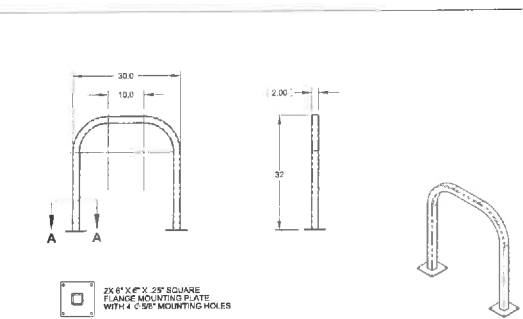 30.0
10.0
2.00
32
A A
2X 6" X 6" X .25" SQUARE
FLANGE MOUNTING PLATE
WITH 4 Ø 5/8" MOUNTING HOLES